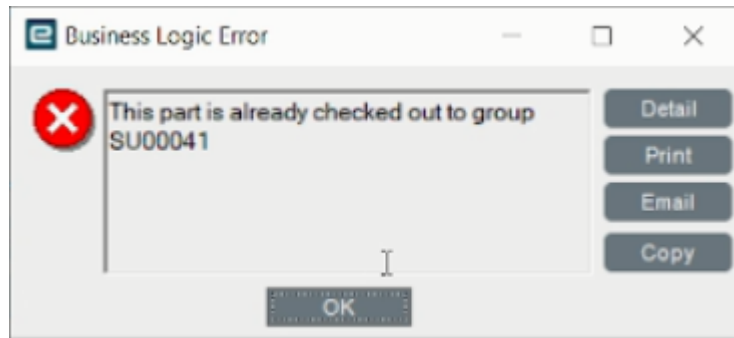 Business Logic Error
This part is already checked out to group
SU00041
Detail
Print
Email
Copy
OK